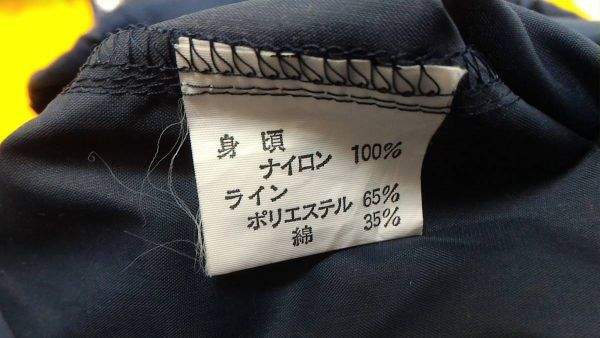 身頃
ナイロン 100%
ライン
ポリエステル 65%
綿 35%